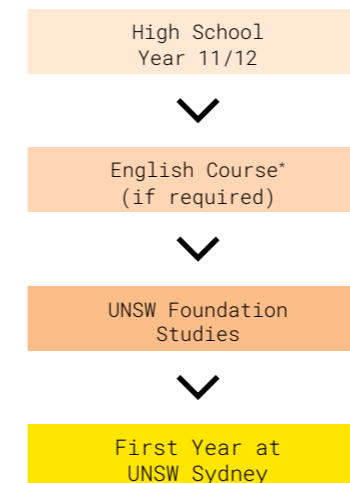 High School
Year 11/12
English Course*
(if required)
UNSW Foundation
Studies
First Year at
UNSW Sydney